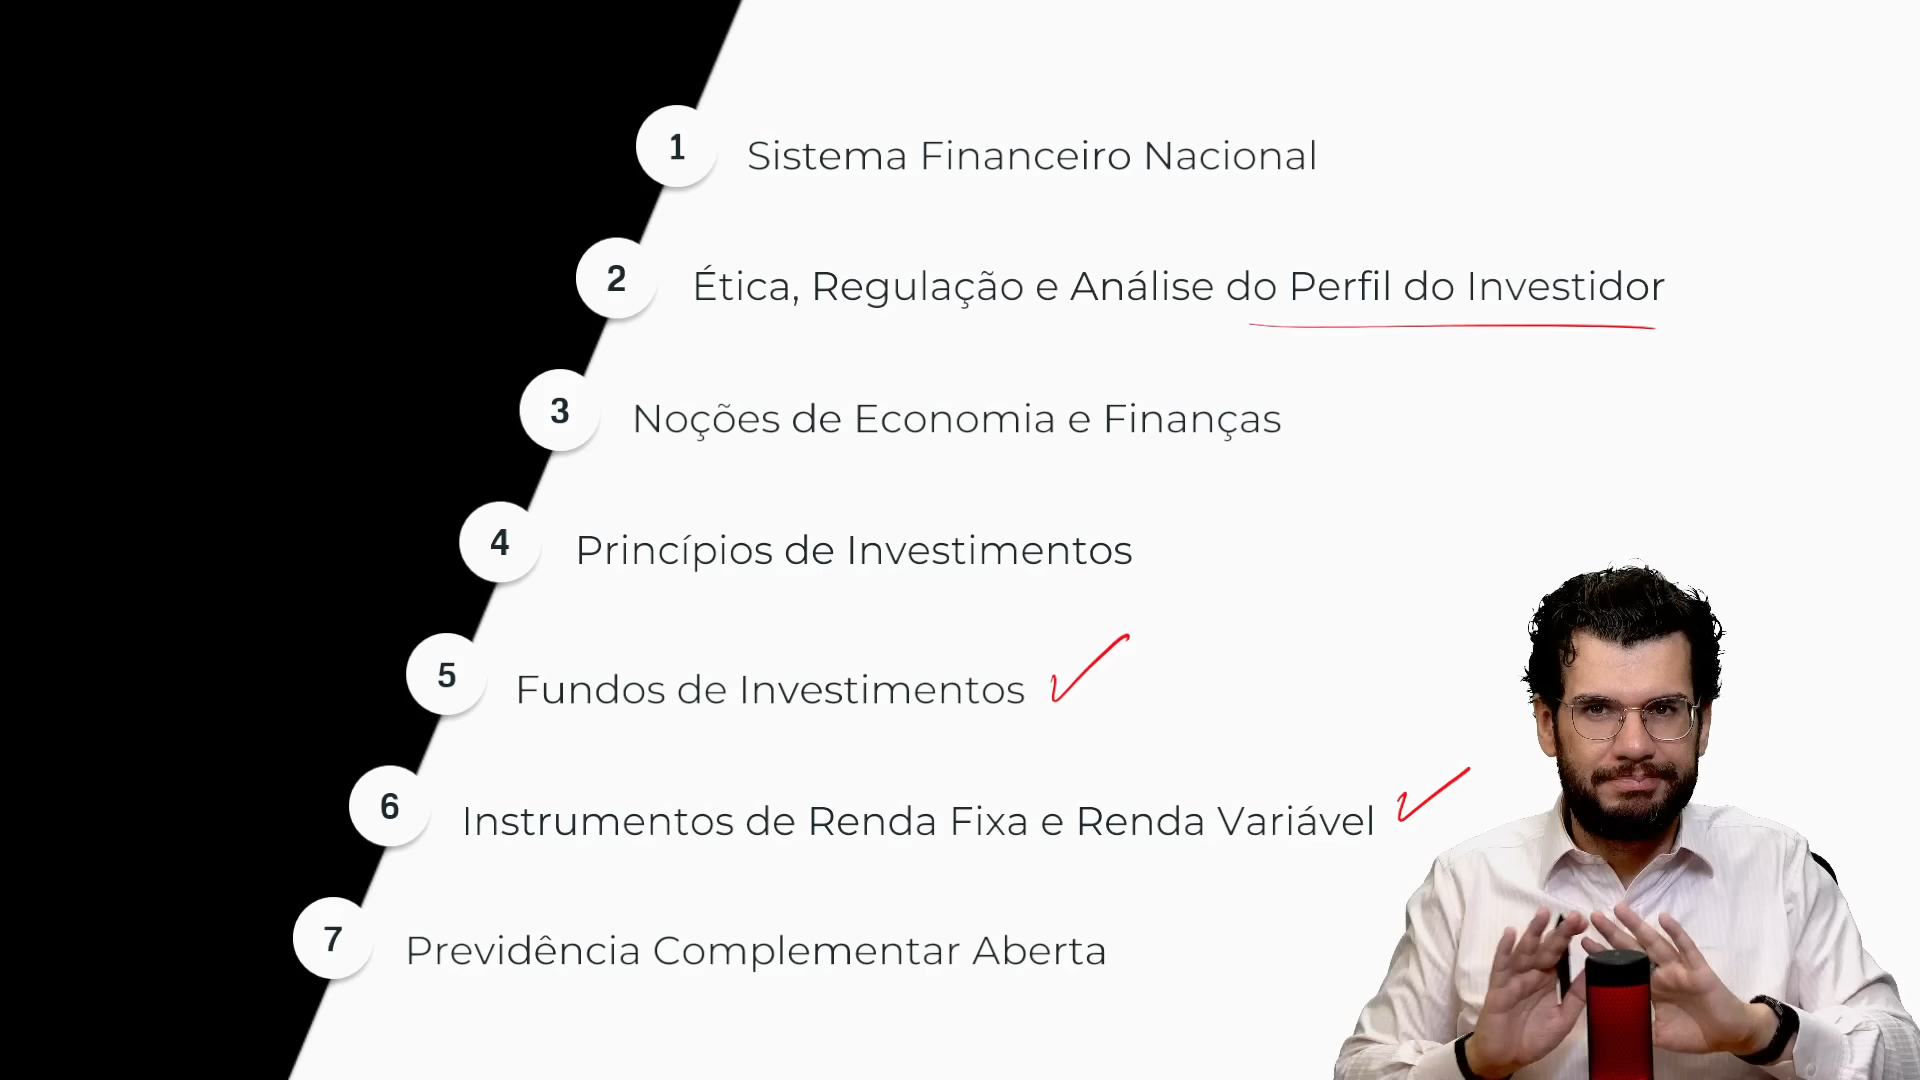 1 Sistema Financeiro Nacional
2 Ética, Regulação e Análise do Perfil do Investidor
3 Noções de Economia e Finanças
4 Princípios de Investimentos
5 Fundos de Investimentos
6 Instrumentos de Renda Fixa e Renda Variável
7 Previdência Complementar Aberta